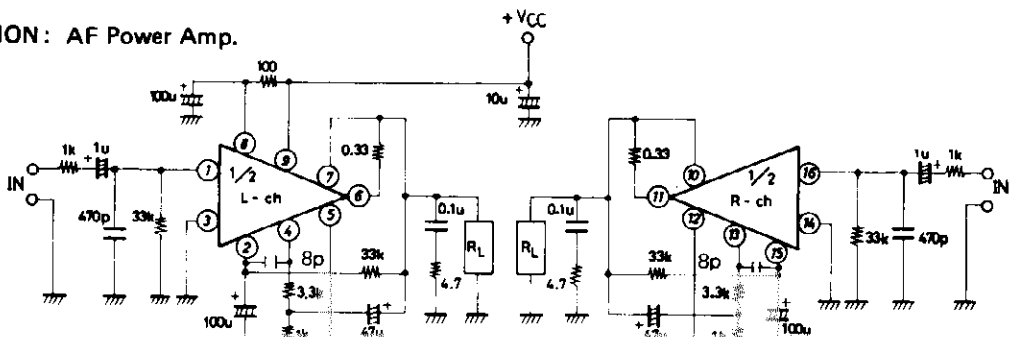 ION: AF Power Amp.
+ VCC
100
100u +
+ 10u
8
9
1k
+ 1u
1
1/2
L-ch
7
0.33
6
0.33
10
1/2
R-ch
11
16
1u +
1k
IN
IN
470p
33k
3
2
4
5
8p
33k
0.1u
RL
4.7
RL
0.1u
4.7
33k
12
13
15
14
8p
33k
470p
+
100u
3.3k
+
47u
+
3.3k
+
100u